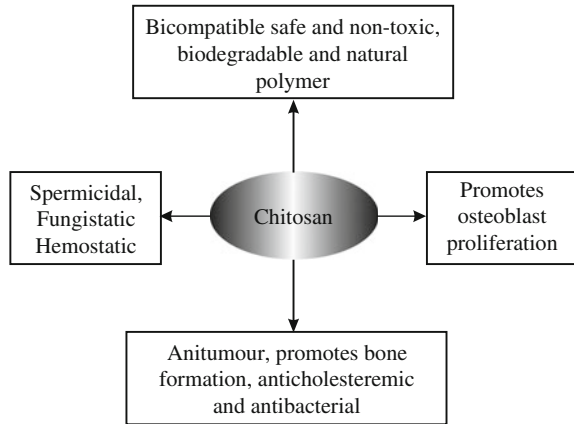 Bicompatible safe and non-toxic,
biodegradable and natural
polymer
Spermicidal,
Fungistatic
Hemostatic
Chitosan
Promotes
osteoblast
proliferation
Anitumour, promotes bone
formation, anticholesteremic
and antibacterial